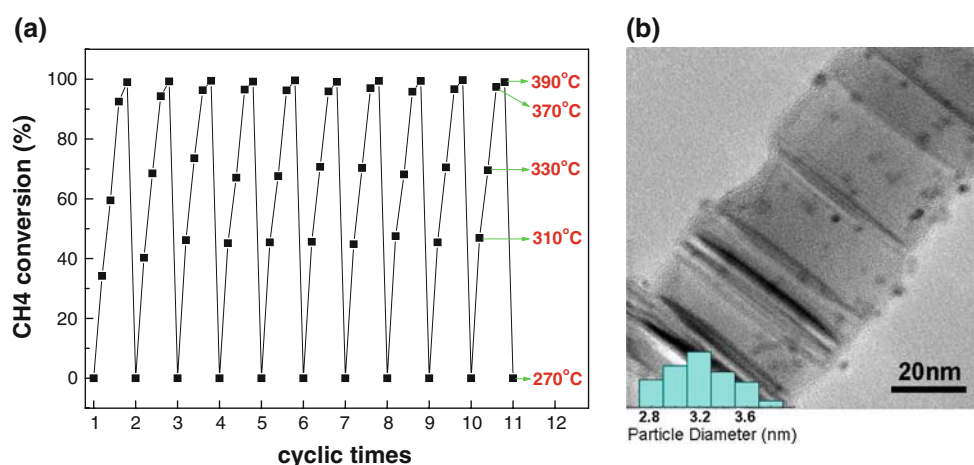 (a)
CH4 conversion (%)
100
80
60
40
20
0
1 2 3 4 5 6 7 8 9 10 11 12
cyclic times
390°C
370°C
330°C
310°C
270°C
(b)
20nm
2.8 3.2 3.6
Particle Diameter (nm)